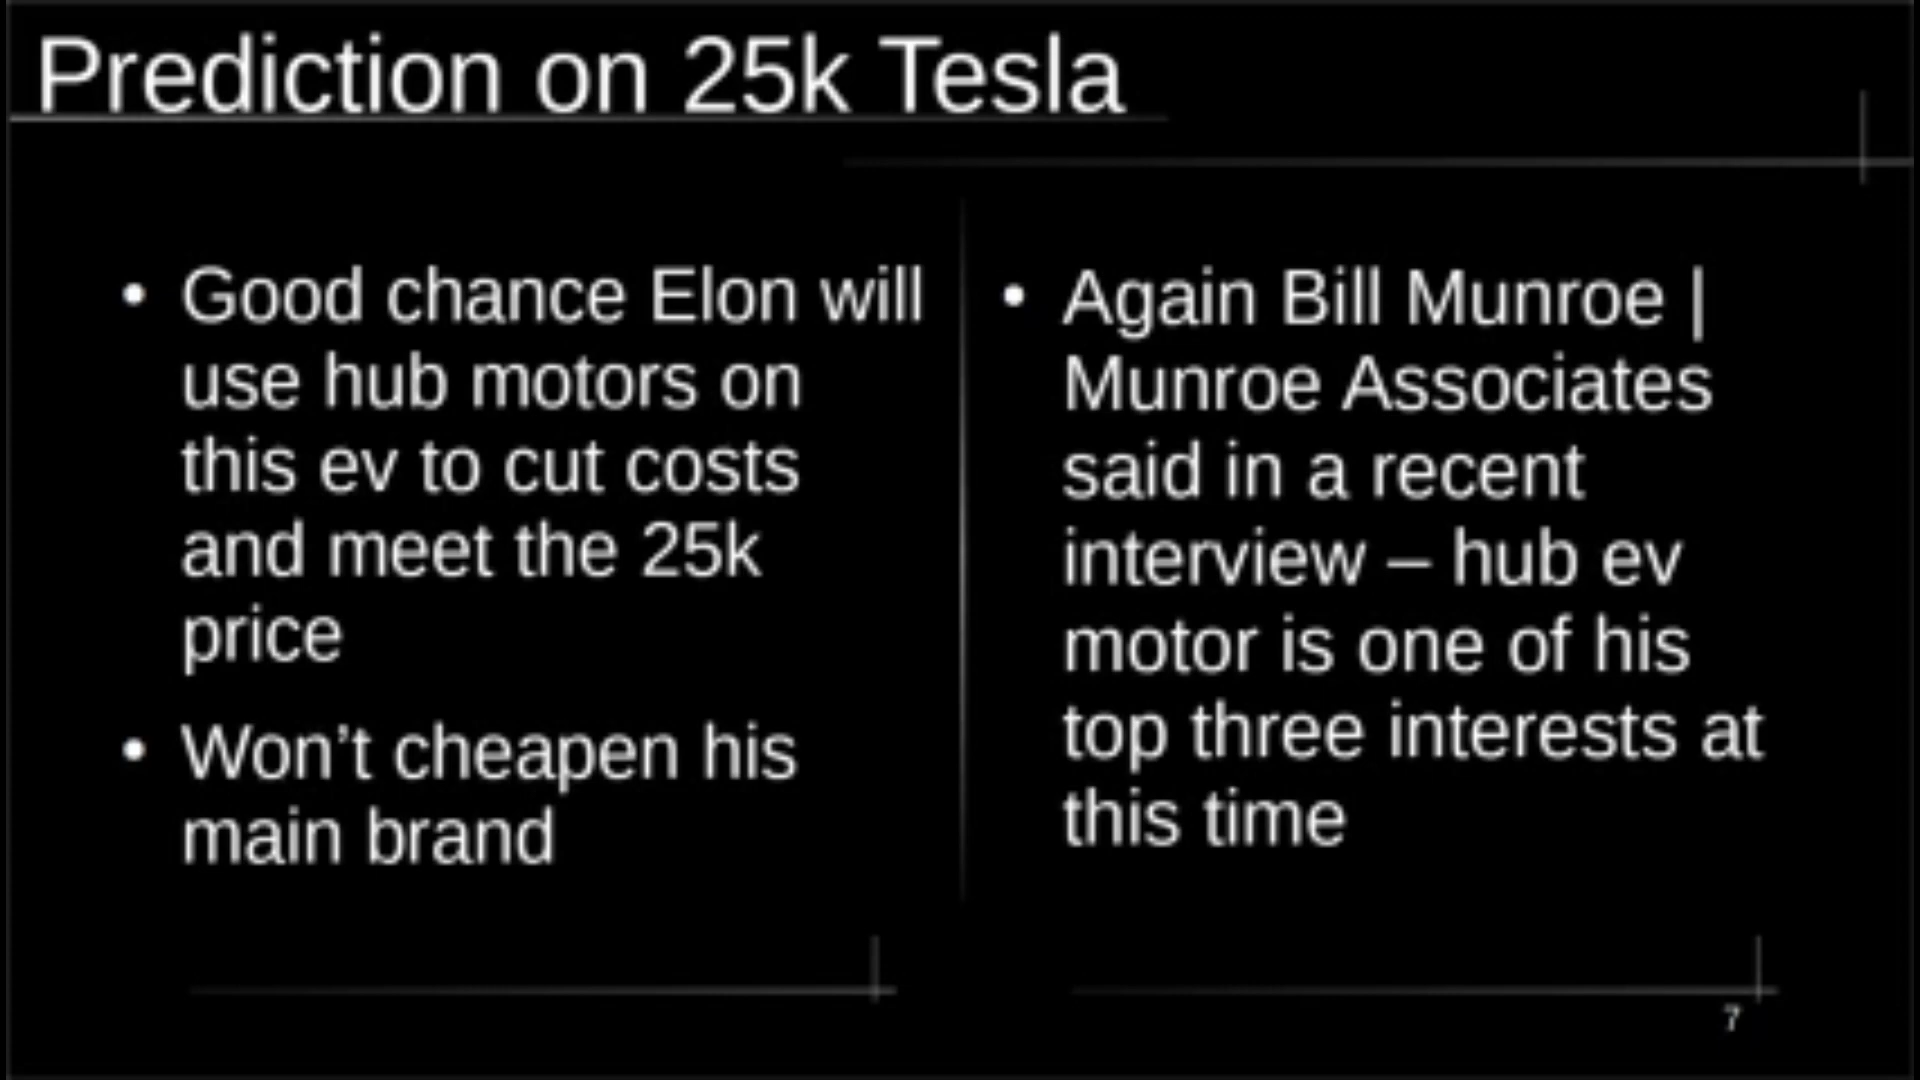 Prediction on 25k Tesla
• Good chance Elon will
use hub motors on
this ev to cut costs
and meet the 25k
price
• Won’t cheapen his
main brand
• Again Bill Munroe |
Munroe Associates
said in a recent
interview – hub ev
motor is one of his
top three interests at
this time
7